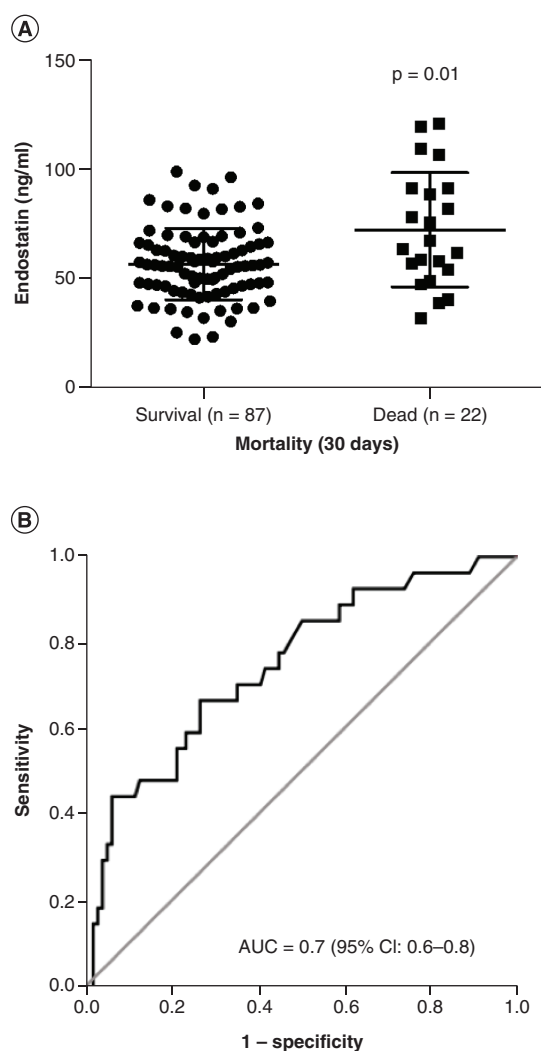 A
p = 0.01
150
100
50
0
Endostatin (ng/ml)
Survival (n = 87)
Dead (n = 22)
Mortality (30 days)
B
1.0
0.8
0.6
0.4
0.2
0.0
Sensitivity
AUC = 0.7 (95% CI: 0.6–0.8)
0.0
0.2
0.4
0.6
0.8
1.0
1 – specificity